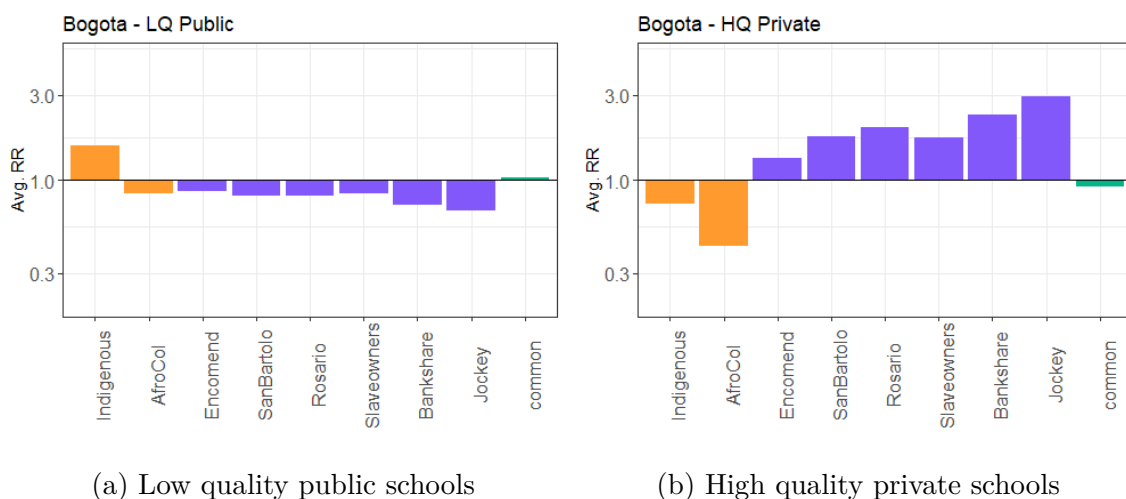 Bogota - LQ Public
Avg. RR
3.0
1.0
0.3
Indigenous
AfroCol
Encomend
SanBartolo
Rosario
Slaveowners
Bankshare
Jockey
common
(a) Low quality public schools
Bogota - HQ Private
Avg. RR
3.0
1.0
0.3
Indigenous
AfroCol
Encomend
SanBartolo
Rosario
Slaveowners
Bankshare
Jockey
common
(b) High quality private schools